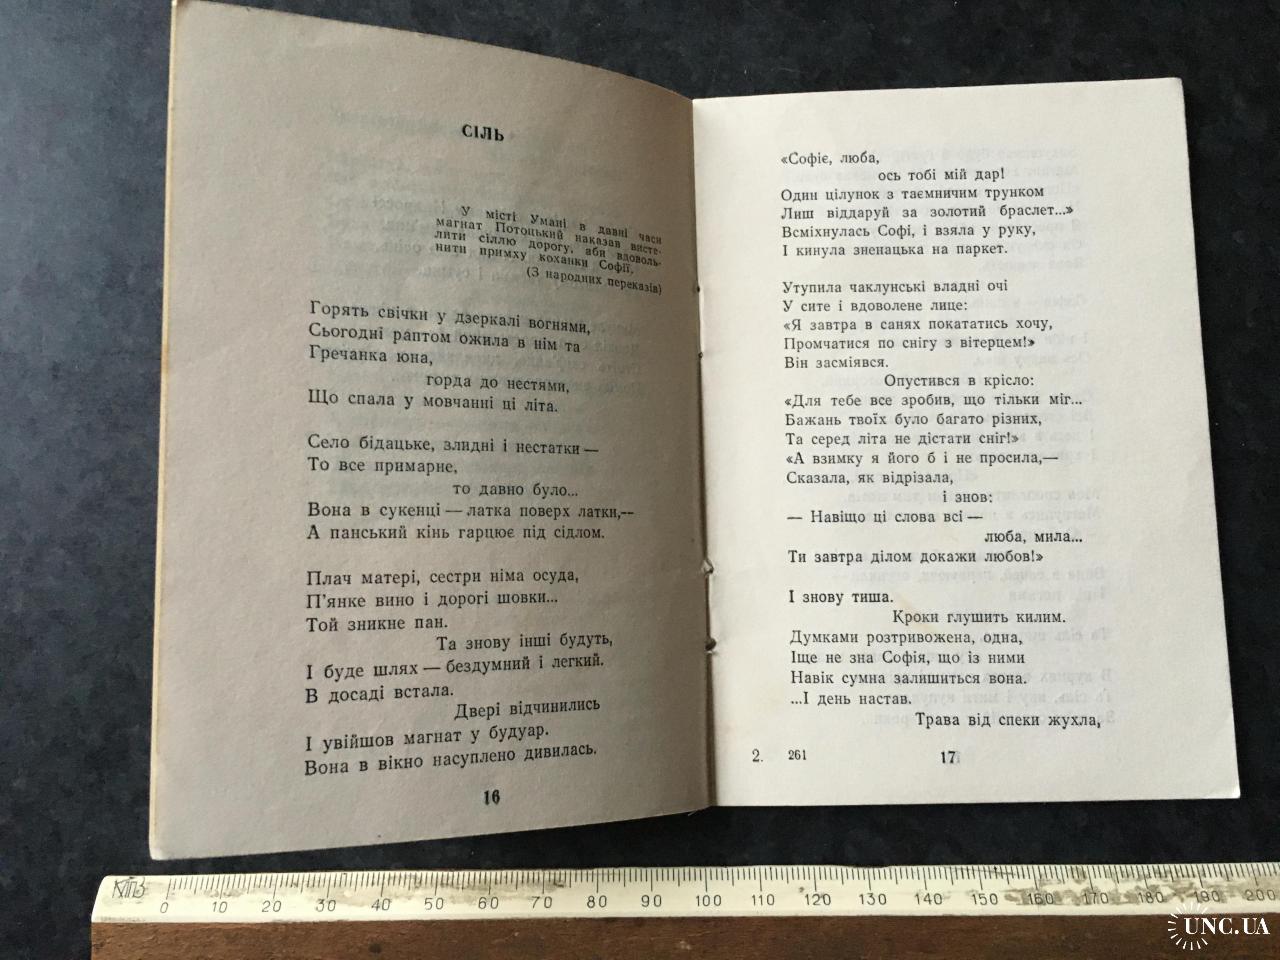 СІЛЬ
У місті Умані в давні часи
магнат Потоцький наказав висте-
лити сіллю дорогу, аби вдоволь-
нити примху коханки Софії.
(З народних переказів)
Горять свічки у дзеркалі вогнями,
Сьогодні раптом ожила в нім та
Гречанка юна,
горда до нестями,
Що спала у мовчанні ці літа.
Село бідацьке, злидні і нестатки —
То все примарне,
то давно було...
Вона в сукенці — латка поверх латки,—
А панський кінь гарцює під сідлом.
Плач матері, сестри німа осуда,
П'янке вино і дорогі шовки...
Той зникне пан.
Та знову інші будуть,
І буде шлях — бездумний і легкий.
В досаді встала.
Двері відчинились
І увійшов магнат у будуар.
Вона в вікно насуплено дивилась.
16
«Софіє, люба,
ось тобі мій дар!
Один цілунок з таємничим трунком
Лиш віддаруй за золотий браслет...»
Всміхнулась Софі, і взяла у руку,
І кинула зненацька на паркет.
Утупила чаклунські владні очі
У сите і вдоволене лице:
«Я завтра в санях покататись хочу,
Промчатися по снігу з вітерцем!»
Він засміявся.
Опустився в крісло:
«Для тебе все зробив, що тільки міг...
Бажань твоїх було багато різних,
Та серед літа не дістати сніг!»
«А взимку я його б і не просила,—
Сказала, як відрізала,
і знов:
— Навіщо ці слова всі —
люба, мила...
Ти завтра ділом докажи любов!»
І знову тиша.
Кроки глушить килим.
Думками розтривожена, одна,
Іще не зна Софія, що із ними
Навік сумна залишиться вона.
...І день настав.
Трава від спеки жухла,
2. 261
17
0 10 20 30 40 50 60 70 80 90 100 110 120 130 140 150 160 170 180 190 200
UNC.UA